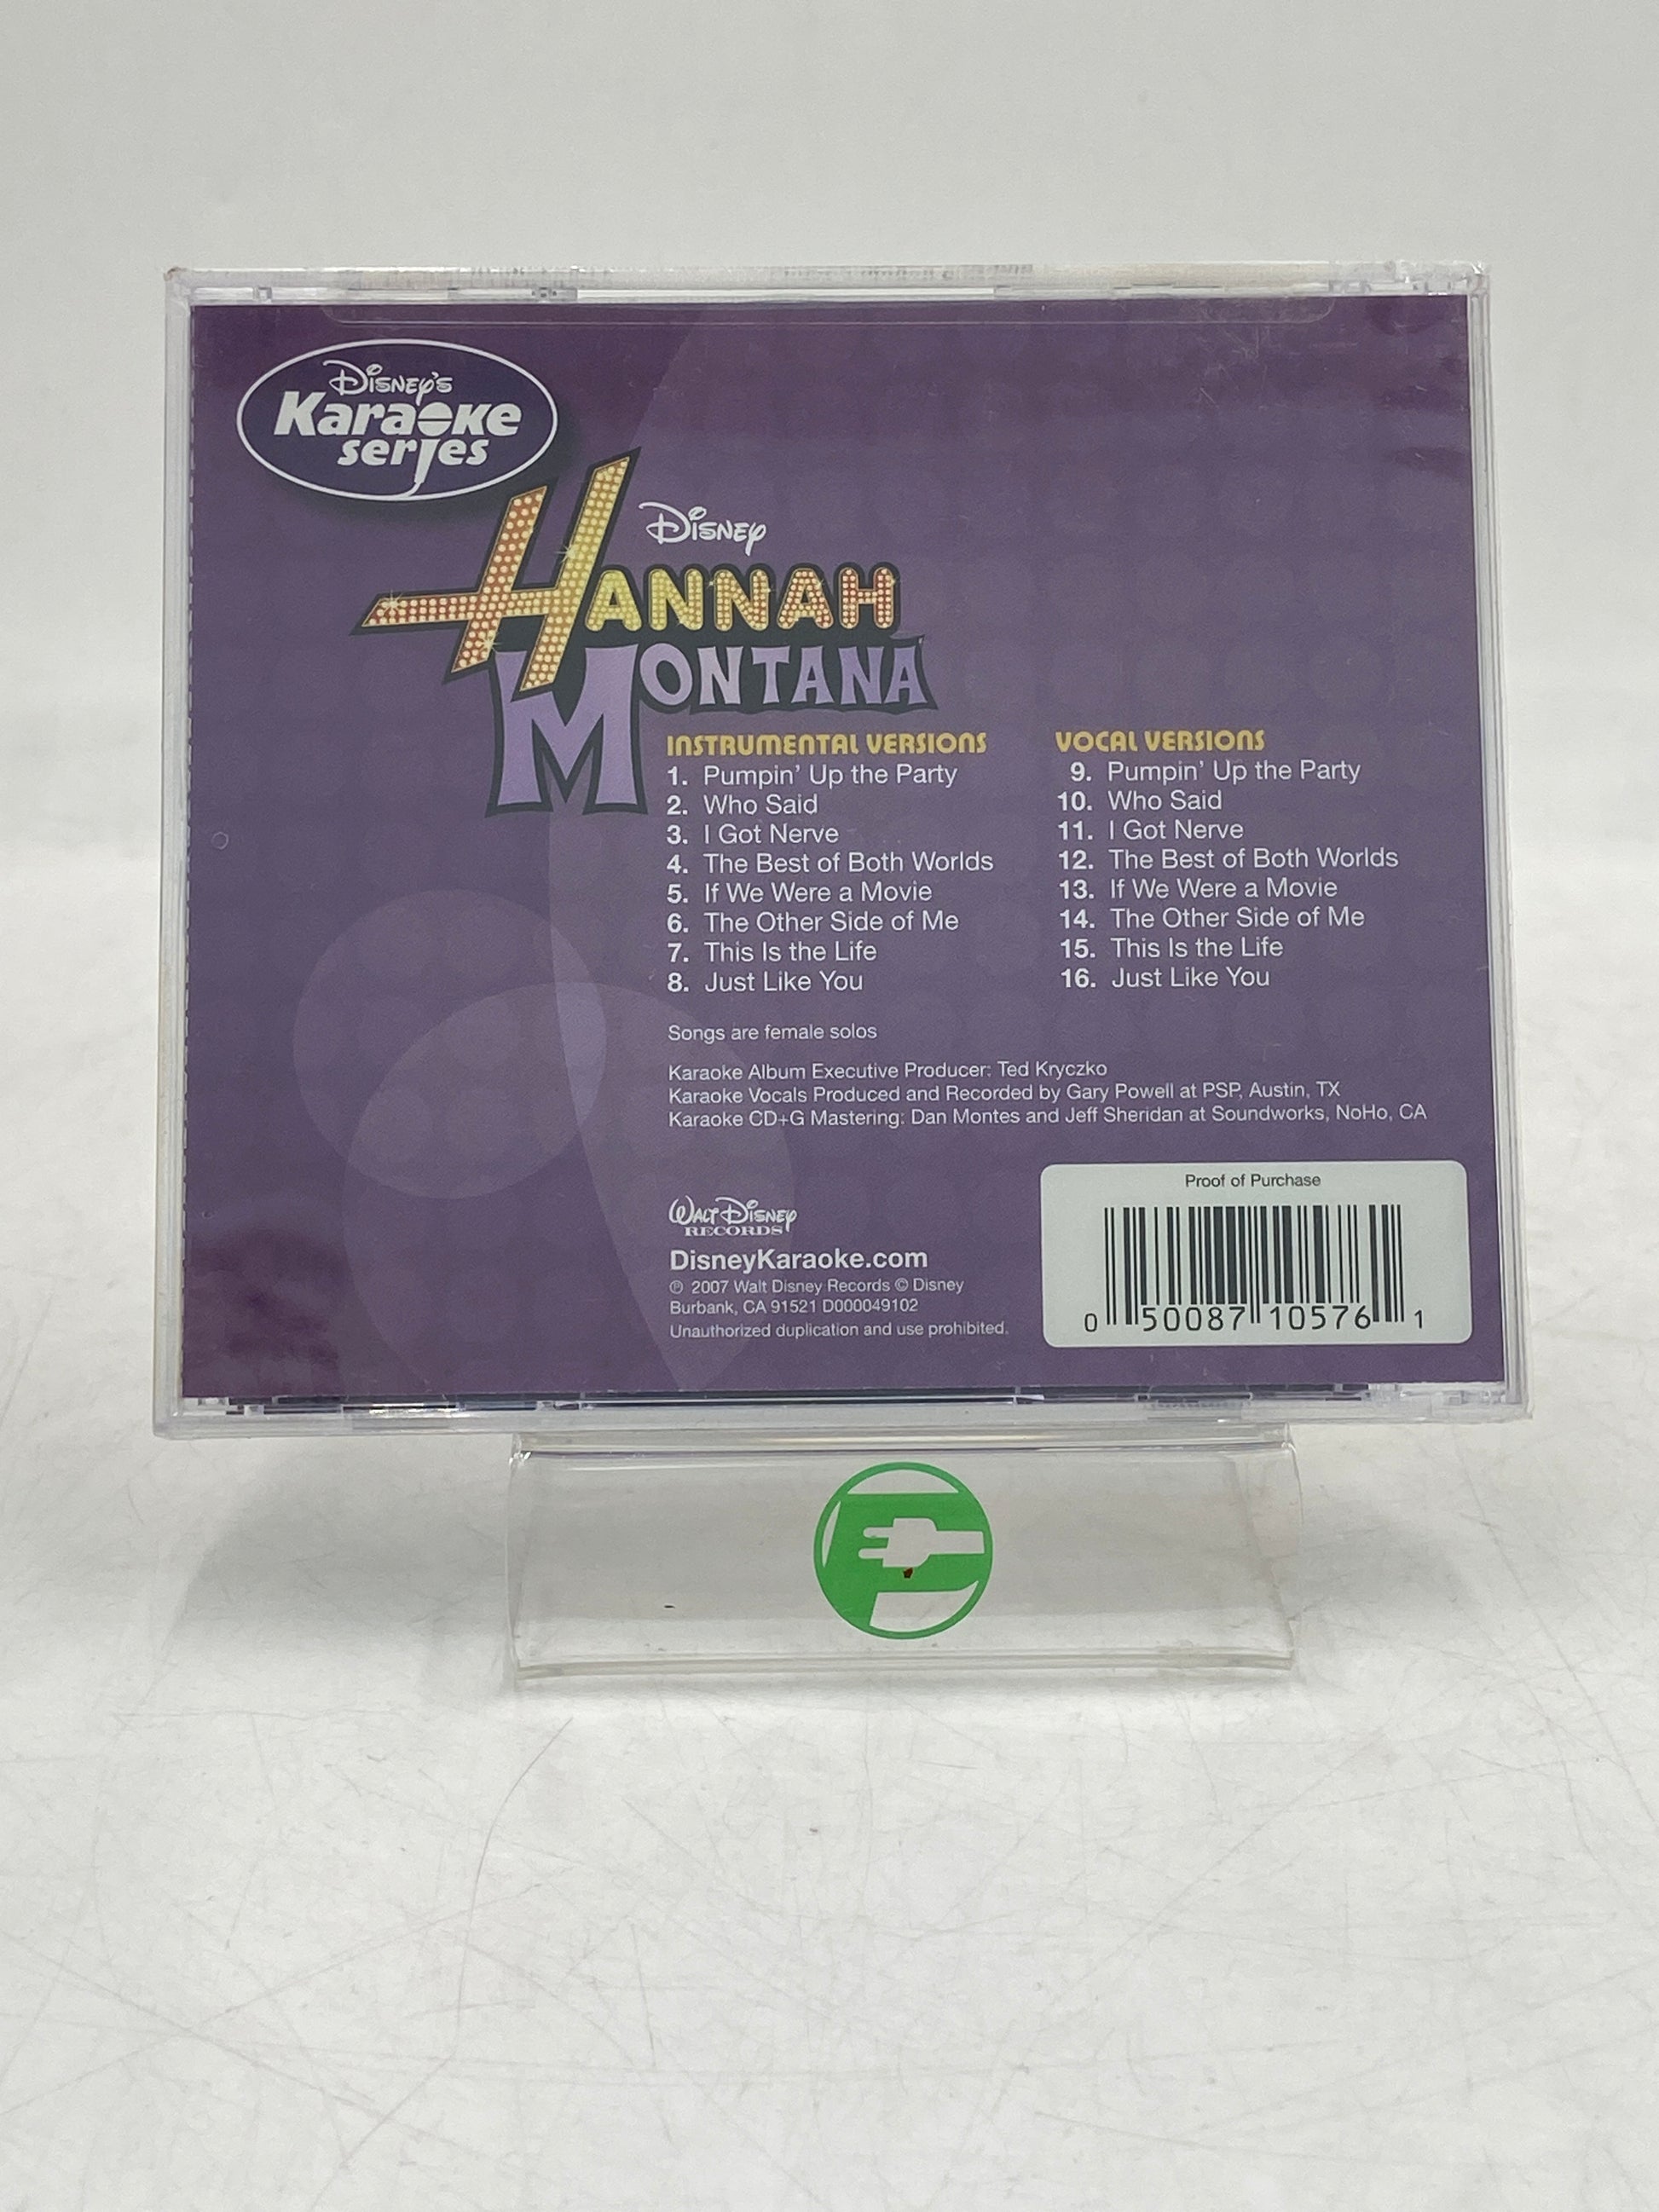 Disney's
Karaoke
series
Disney
Hannah
Montana
INSTRUMENTAL VERSIONS
1. Pumpin' Up the Party
2. Who Said
3. I Got Nerve
4. The Best of Both Worlds
5. If We Were a Movie
6. The Other Side of Me
7. This Is the Life
8. Just Like You
VOCAL VERSIONS
9. Pumpin' Up the Party
10. Who Said
11. I Got Nerve
12. The Best of Both Worlds
13. If We Were a Movie
14. The Other Side of Me
15. This Is the Life
16. Just Like You
Songs are female solos
Karaoke Album Executive Producer: Ted Kryczko
Karaoke Vocals Produced and Recorded by Gary Powell at PSP, Austin, TX
Karaoke CD+G Mastering: Dan Montes and Jeff Sheridan at Soundworks, NoHo, CA
Walt Disney
RECORDS
DisneyKaraoke.com
℗ 2007 Walt Disney Records © Disney
Burbank, CA 91521 D000049102
Unauthorized duplication and use prohibited.
Proof of Purchase
0 50087 10576 1